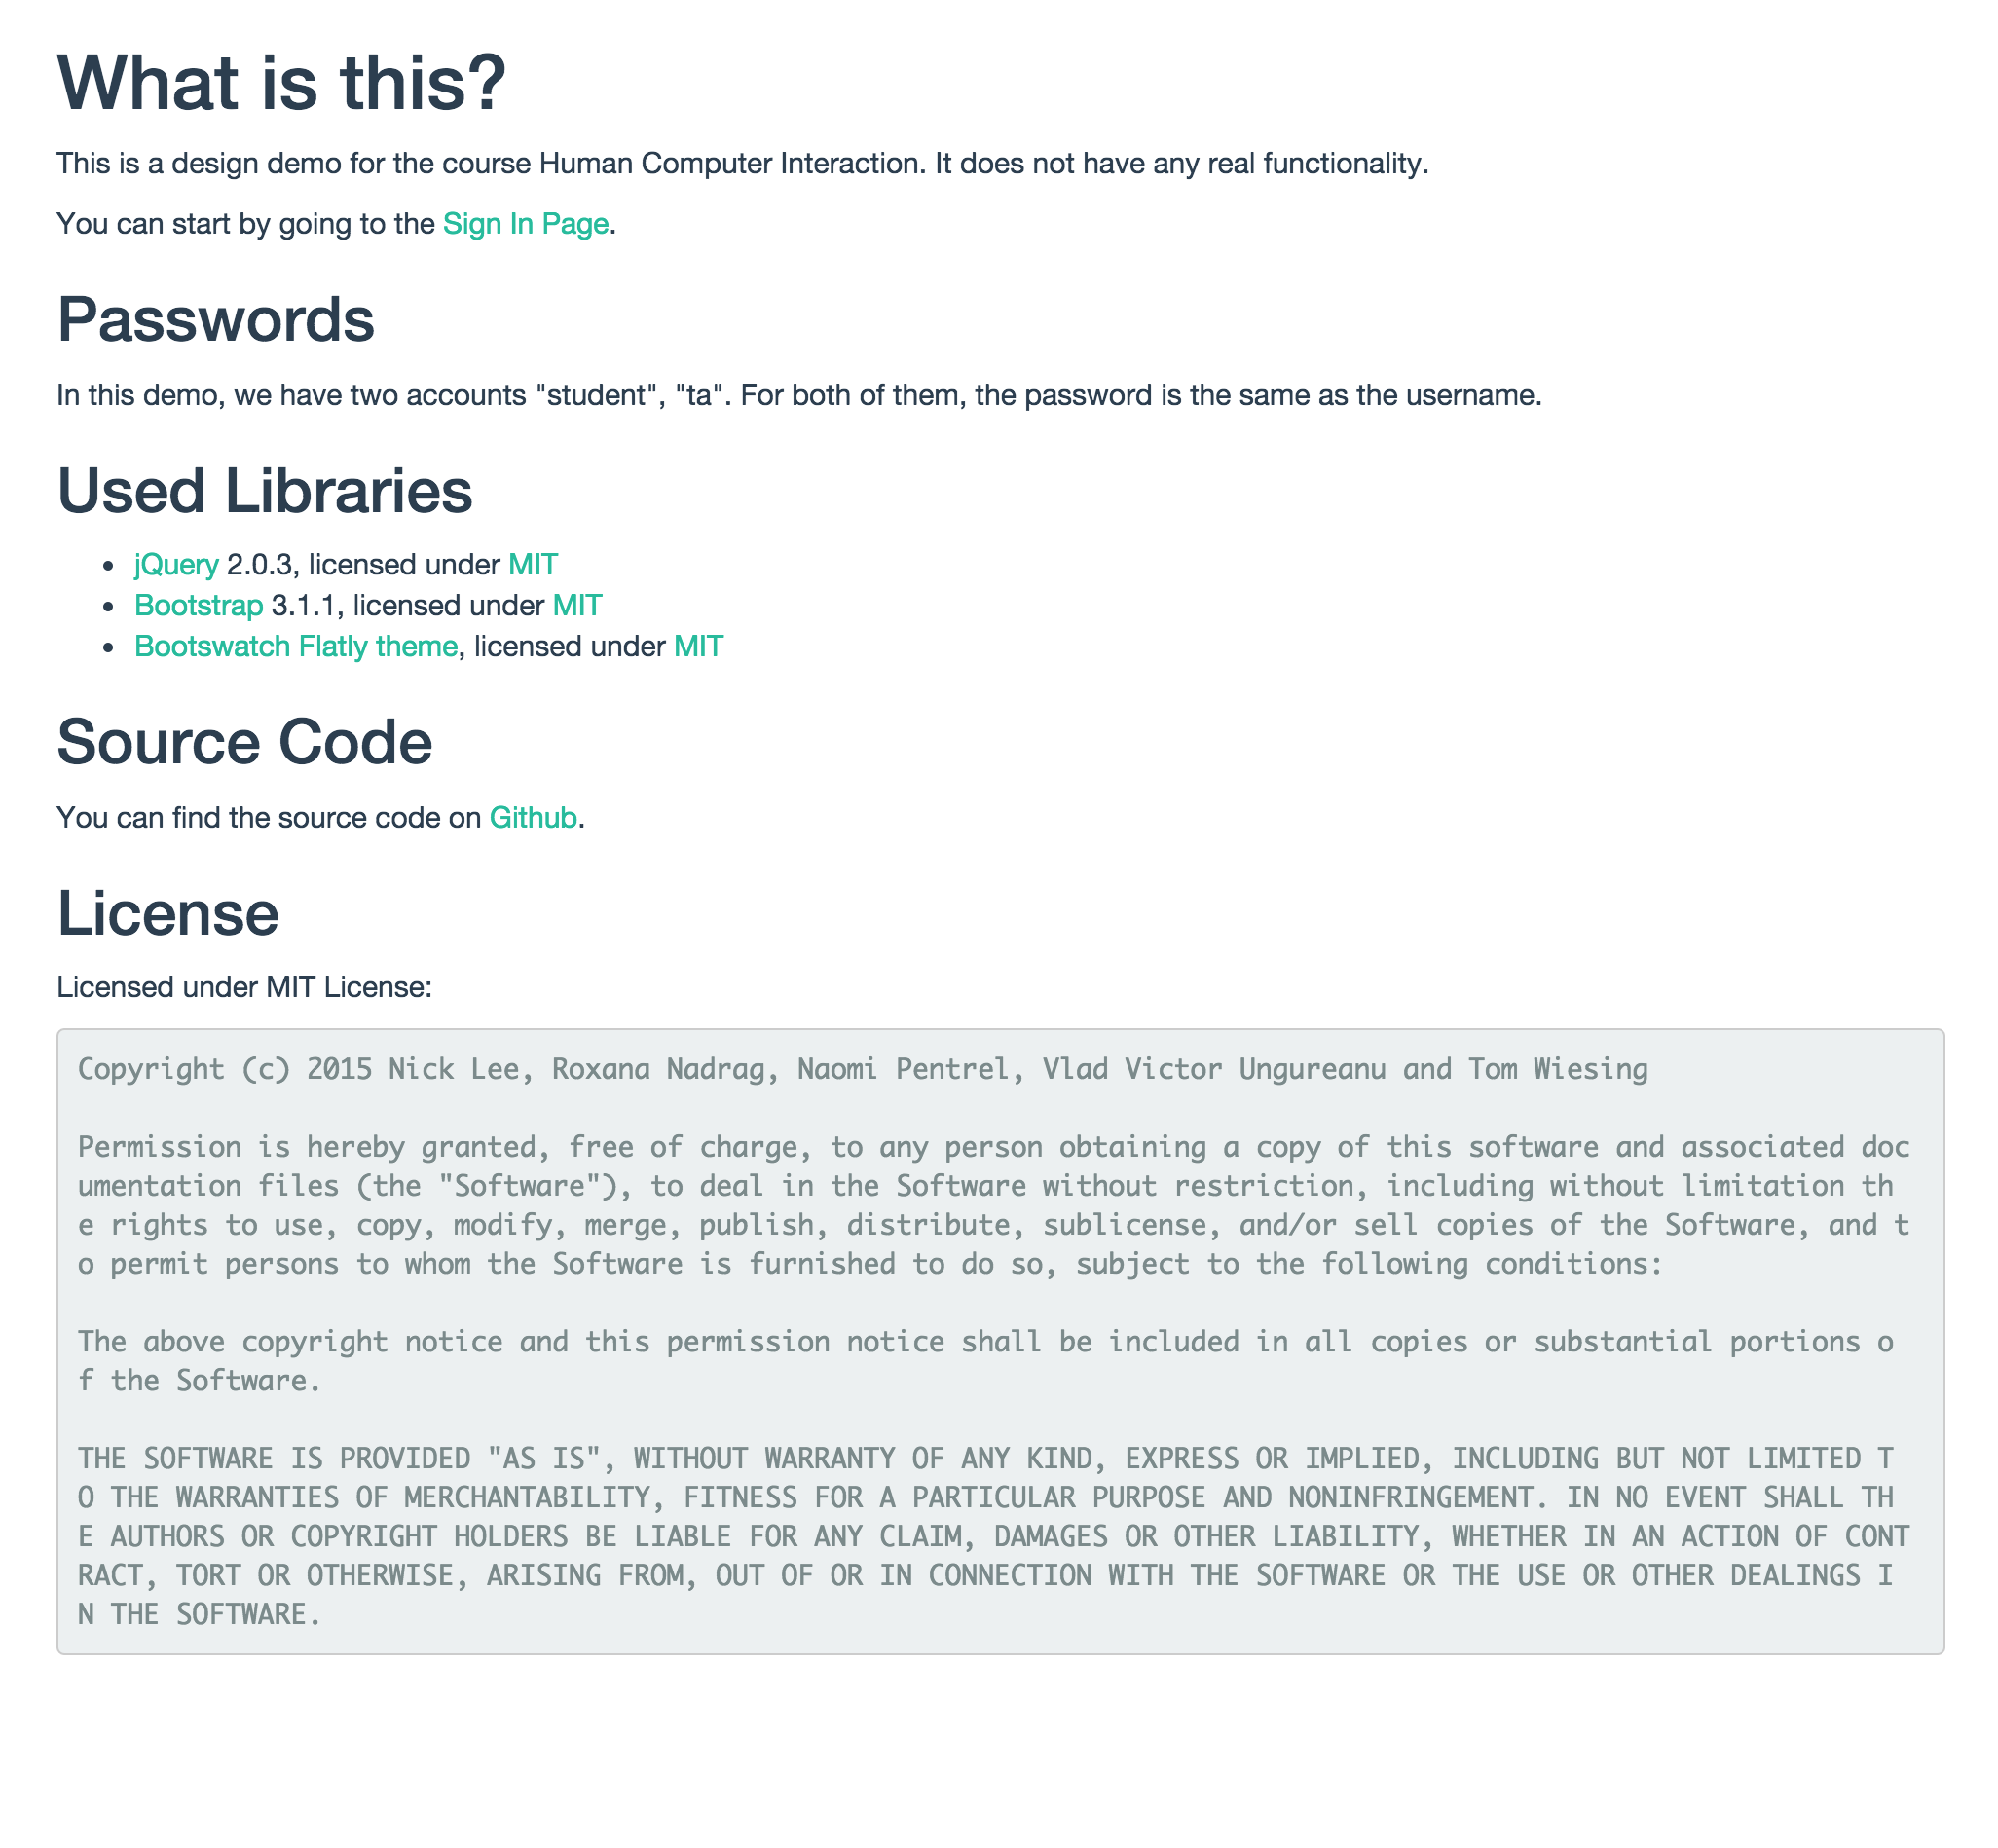 What is this?
This is a design demo for the course Human Computer Interaction. It does not have any real functionality.
You can start by going to the Sign In Page.
Passwords
In this demo, we have two accounts "student", "ta". For both of them, the password is the same as the username.
Used Libraries
• jQuery 2.0.3, licensed under MIT
• Bootstrap 3.1.1, licensed under MIT
• Bootswatch Flatly theme, licensed under MIT
Source Code
You can find the source code on Github.
License
Licensed under MIT License:
Copyright (c) 2015 Nick Lee, Roxana Nadrag, Naomi Pentrel, Vlad Victor Ungureanu and Tom Wiesing
Permission is hereby granted, free of charge, to any person obtaining a copy of this software and associated doc
umentation files (the "Software"), to deal in the Software without restriction, including without limitation th
e rights to use, copy, modify, merge, publish, distribute, sublicense, and/or sell copies of the Software, and t
o permit persons to whom the Software is furnished to do so, subject to the following conditions:
The above copyright notice and this permission notice shall be included in all copies or substantial portions o
f the Software.
THE SOFTWARE IS PROVIDED "AS IS", WITHOUT WARRANTY OF ANY KIND, EXPRESS OR IMPLIED, INCLUDING BUT NOT LIMITED T
O THE WARRANTIES OF MERCHANTABILITY, FITNESS FOR A PARTICULAR PURPOSE AND NONINFRINGEMENT. IN NO EVENT SHALL TH
E AUTHORS OR COPYRIGHT HOLDERS BE LIABLE FOR ANY CLAIM, DAMAGES OR OTHER LIABILITY, WHETHER IN AN ACTION OF CONT
RACT, TORT OR OTHERWISE, ARISING FROM, OUT OF OR IN CONNECTION WITH THE SOFTWARE OR THE USE OR OTHER DEALINGS I
N THE SOFTWARE.